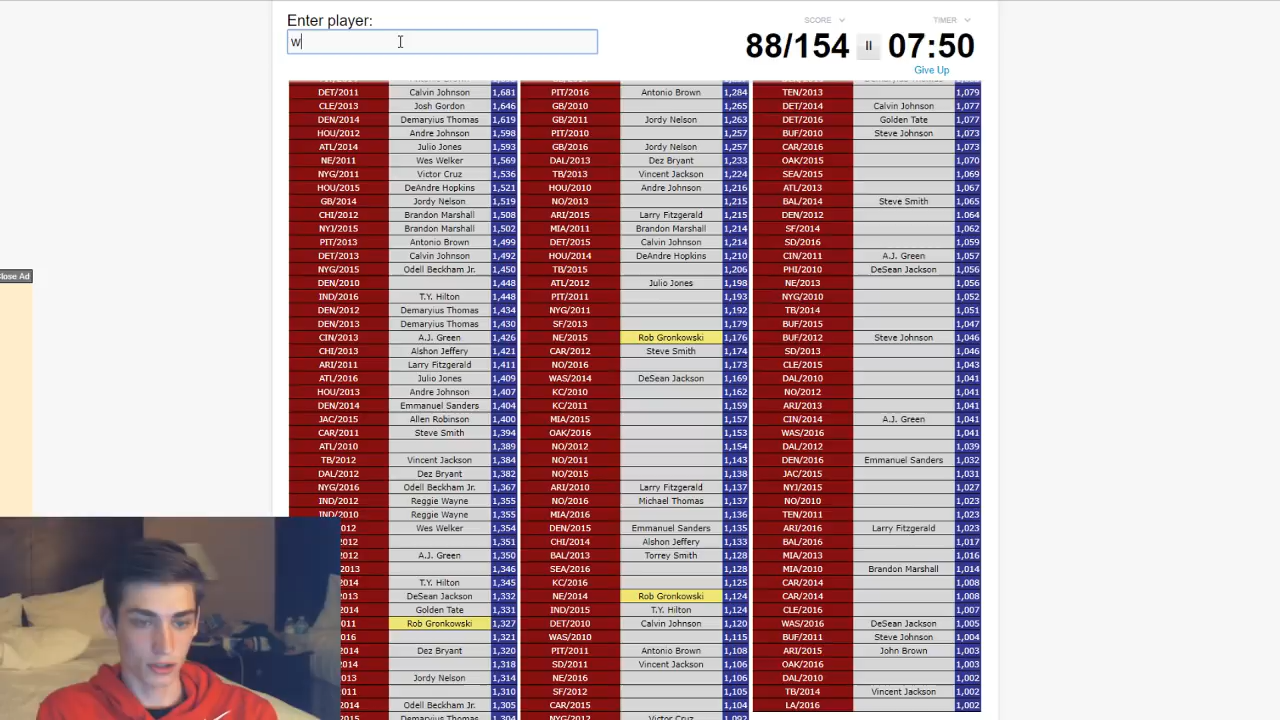 Enter player:
w
SCORE
TIMER
88/154
07:50
Give Up
Close Ad
DET/2011 Calvin Johnson 1,681 PIT/2016 Antonio Brown 1,284 TEN/2013 1,079
CLE/2013 Josh Gordon 1,646 GB/2010 1,265 DET/2014 Calvin Johnson 1,077
DEN/2014 Demaryius Thomas 1,619 GB/2011 Jordy Nelson 1,263 DET/2016 Golden Tate 1,077
HOU/2012 Andre Johnson 1,598 PIT/2010 1,257 BUF/2010 Steve Johnson 1,073
ATL/2014 Julio Jones 1,593 GB/2016 Jordy Nelson 1,257 CAR/2016 1,073
NE/2011 Wes Welker 1,569 DAL/2013 Dez Bryant 1,233 OAK/2015 1,070
NYG/2011 Victor Cruz 1,536 TB/2013 Vincent Jackson 1,224 SEA/2015 1,069
HOU/2015 DeAndre Hopkins 1,521 HOU/2010 Andre Johnson 1,216 ATL/2013 1,067
GB/2014 Jordy Nelson 1,519 NO/2013 1,215 BAL/2014 Steve Smith 1,065
CHI/2012 Brandon Marshall 1,508 ARI/2015 Larry Fitzgerald 1,215 DEN/2012 1.064
NYJ/2015 Brandon Marshall 1,502 MIA/2011 Brandon Marshall 1,214 SF/2014 1,062
PIT/2013 Antonio Brown 1,499 DET/2015 Calvin Johnson 1,214 SD/2016 1,059
DET/2013 Calvin Johnson 1,492 HOU/2014 DeAndre Hopkins 1,210 CIN/2011 A.J. Green 1,057
NYG/2015 Odell Beckham Jr. 1,450 TB/2015 1,206 PHI/2010 DeSean Jackson 1,056
DEN/2010 1,448 ATL/2012 Julio Jones 1,198 NE/2013 1,056
IND/2016 T.Y. Hilton 1,448 PIT/2011 1,193 NYG/2010 1,052
DEN/2012 Demaryius Thomas 1,434 NYG/2011 1,192 TB/2014 1,051
DEN/2013 Demaryius Thomas 1,430 SF/2013 1,179 BUF/2015 1,047
CIN/2013 A.J. Green 1,426 NE/2015 Rob Gronkowski 1,176 BUF/2012 Steve Johnson 1,046
CHI/2013 Alshon Jeffery 1,421 CAR/2012 Steve Smith 1,174 SD/2013 1,046
ARI/2011 Larry Fitzgerald 1,411 NO/2016 1,173 CLE/2015 1,043
ATL/2016 Julio Jones 1,409 WAS/2014 DeSean Jackson 1,169 DAL/2010 1,041
HOU/2013 Andre Johnson 1,407 KC/2010 1,162 NO/2012 1,041
DEN/2014 Emmanuel Sanders 1,404 KC/2011 1,159 ARI/2013 1,041
JAC/2015 Allen Robinson 1,400 MIA/2015 1,157 CIN/2014 A.J. Green 1,041
CAR/2011 Steve Smith 1,394 OAK/2016 1,153 WAS/2016 1,041
ATL/2010 1,389 NO/2012 1,154 DAL/2012 1,039
TB/2012 Vincent Jackson 1,384 NO/2011 1,143 DEN/2016 Emmanuel Sanders 1,032
DAL/2012 Dez Bryant 1,382 NO/2015 1,138 JAC/2015 1,031
NYG/2016 Odell Beckham Jr. 1,367 ARI/2010 Larry Fitzgerald 1,137 NYJ/2015 1,027
IND/2012 Reggie Wayne 1,355 NO/2016 Michael Thomas 1,137 NO/2010 1,023
IND/2010 Reggie Wayne 1,355 MIA/2016 1,136 TEN/2011 1,023
2012 Wes Welker 1,354 DEN/2015 Emmanuel Sanders 1,135 ARI/2016 Larry Fitzgerald 1,023
2012 1,351 CHI/2014 Alshon Jeffery 1,133 BAL/2016 1,017
2012 A.J. Green 1,350 BAL/2013 Torrey Smith 1,128 MIA/2013 1,016
2013 1,346 SEA/2016 1,128 MIA/2010 Brandon Marshall 1,014
2014 T.Y. Hilton 1,345 KC/2016 1,125 CAR/2014 1,008
2013 DeSean Jackson 1,332 NE/2014 Rob Gronkowski 1,124 CAR/2014 1,008
2014 Golden Tate 1,331 IND/2015 T.Y. Hilton 1,124 CLE/2016 1,007
011 Rob Gronkowski 1,327 DET/2010 Calvin Johnson 1,120 WAS/2016 DeSean Jackson 1,005
016 1,321 WAS/2010 1,115 BUF/2011 Steve Johnson 1,004
2014 Dez Bryant 1,320 PIT/2011 Antonio Brown 1,108 ARI/2015 John Brown 1,003
2014 1,318 SD/2011 Vincent Jackson 1,106 OAK/2016 1,003
2013 Jordy Nelson 1,314 NE/2016 1,106 DAL/2010 1,002
2011 1,310 SF/2012 1,105 TB/2014 Vincent Jackson 1,002
2014 Odell Beckham Jr. 1,305 CAR/2015 1,104 LA/2016 1,002
2015 Demaryius Thomas 1,304 NYG/2012 Victor Cruz 1,092